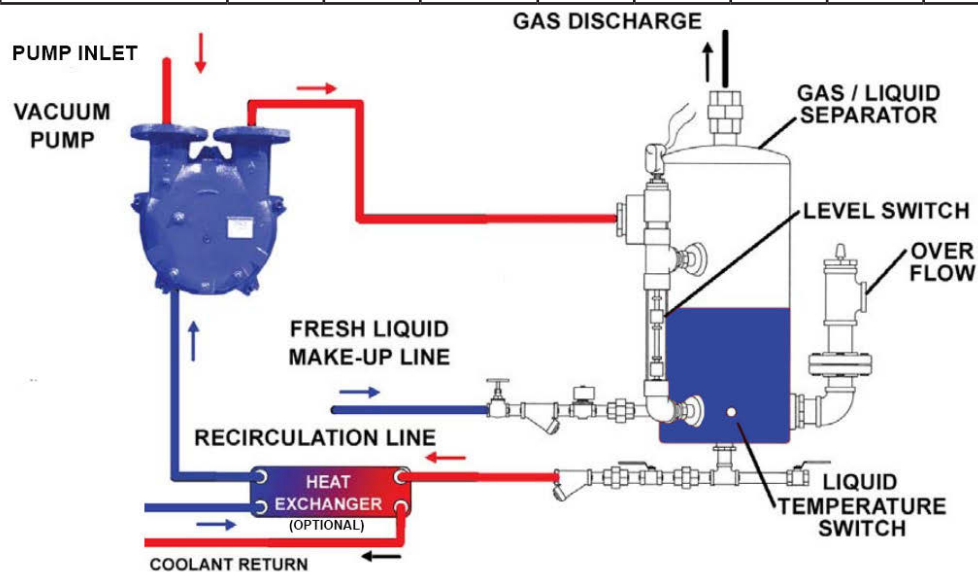 GAS DISCHARGE
PUMP INLET
VACUUM
PUMP
GAS / LIQUID
SEPARATOR
LEVEL SWITCH
OVER
FLOW
FRESH LIQUID
MAKE-UP LINE
RECIRCULATION LINE
HEAT
EXCHANGER
(OPTIONAL)
LIQUID
TEMPERATURE
SWITCH
COOLANT RETURN